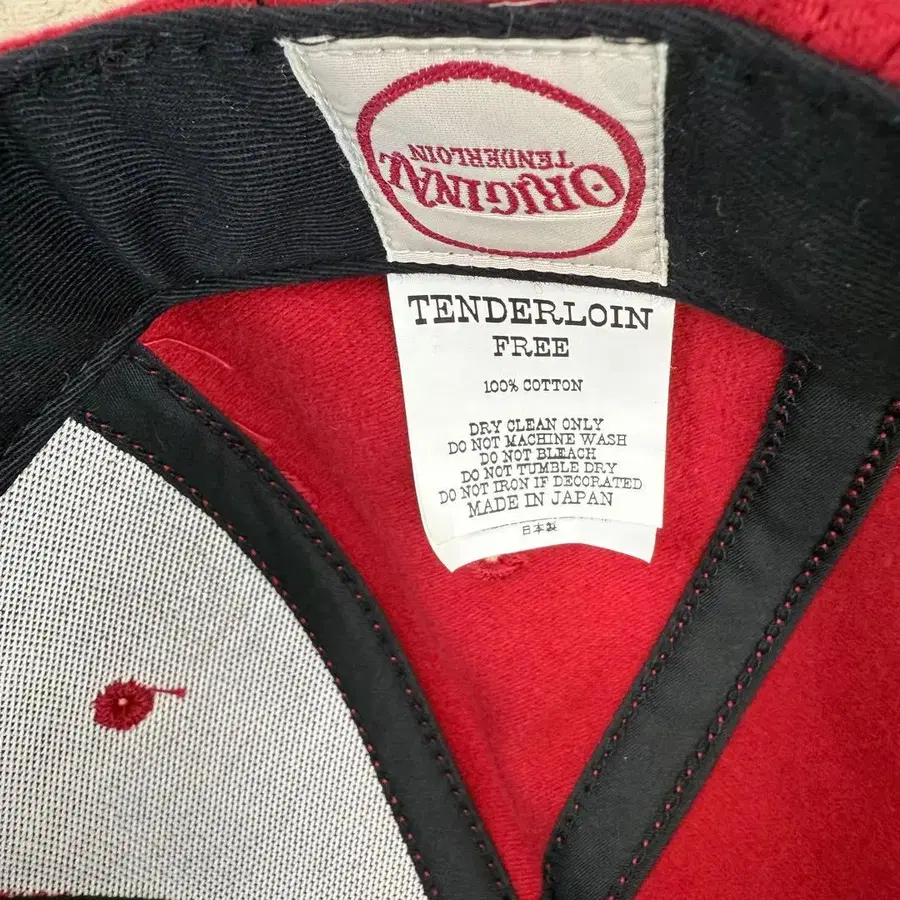 ORIGINAL
TENDERLOIN
TENDERLOIN
FREE
100% COTTON
DRY CLEAN ONLY
DO NOT MACHINE WASH
DO NOT BLEACH
DO NOT TUMBLE DRY
DO NOT IRON IF DECORATED
MADE IN JAPAN
日本製